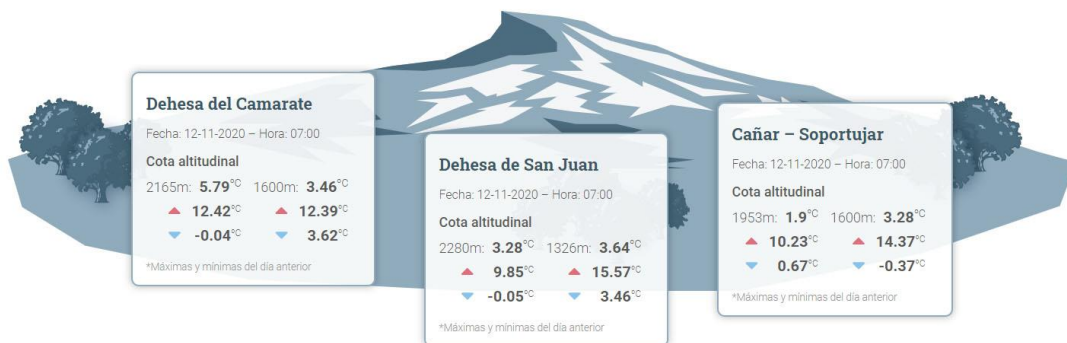 Dehesa del Camarate
Fecha: 12-11-2020 – Hora: 07:00
Cota altitudinal
2165m: 5.79°C 1600m: 3.46°C
12.42°C 12.39°C
-0.04°C 3.62°C
*Máximas y mínimas del día anterior
Dehesa de San Juan
Fecha: 12-11-2020 – Hora: 07:00
Cota altitudinal
2280m: 3.28°C 1326m: 3.64°C
9.85°C 15.57°C
-0.05°C 3.46°C
*Máximas y mínimas del día anterior
Cañar – Soportujar
Fecha: 12-11-2020 – Hora: 07:00
Cota altitudinal
1953m: 1.9°C 1600m: 3.28°C
10.23°C 14.37°C
0.67°C -0.37°C
*Máximas y mínimas del día anterior